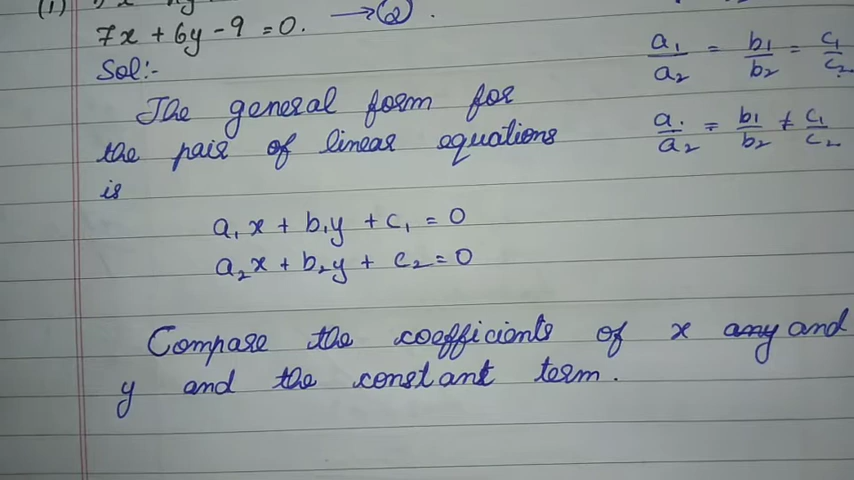 (i)
7x + 6y - 9 = 0. → (2).
Sol:-
The general form for
the pair of linear equations
is
a₁x + b₁y + c₁ = 0
a₂x + b₂y + c₂ = 0
Compare the coefficients of x any and
y and the constant term.
a₁/a₂ = b₁/b₂ = c₁/c₂
a₁/a₂ = b₁/b₂ ≠ c₁/c₂